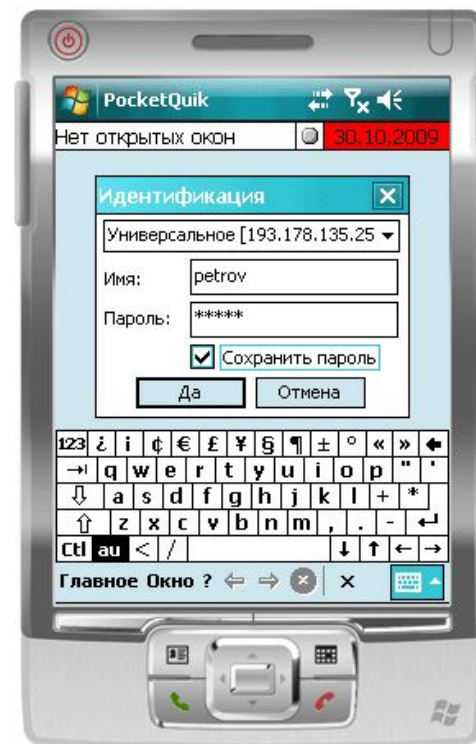 PocketQuik
Нет открытых окон 30.10.2009
Идентификация
Универсальное [193.178.135.25
Имя: petrov
Пароль: *****
Сохранить пароль
Да Отмена
123 ¿ ¡ ¢ € £ ¥ § ¶ ± ° « »
q w e r t y u i o p " '
a s d f g h j k l + *
z x c v b n m , . -
Ctl au < /
Главное Окно ?